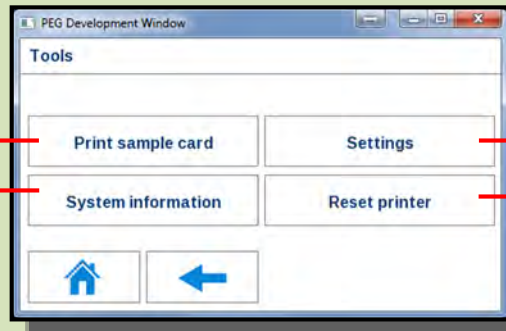 PEG Development Window
Tools
Print sample card
Settings
System information
Reset printer